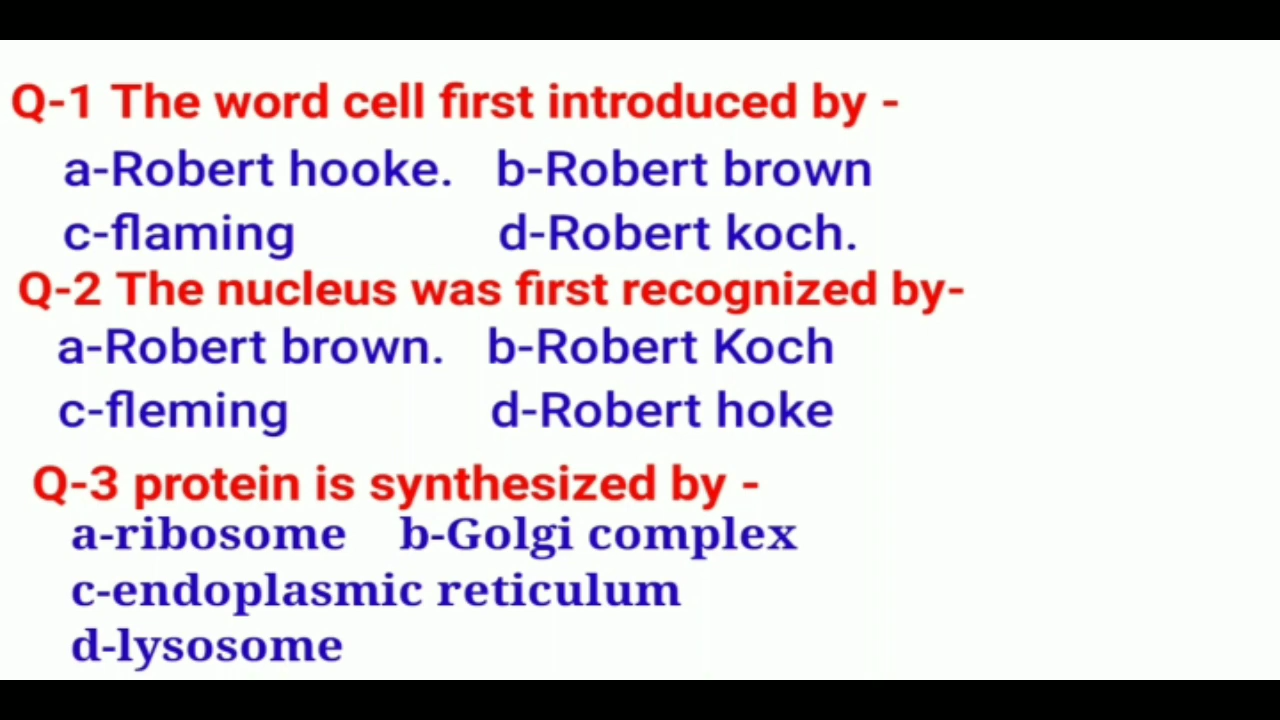 Q-1 The word cell first introduced by -
a-Robert hooke. b-Robert brown
c-flaming d-Robert koch.
Q-2 The nucleus was first recognized by-
a-Robert brown. b-Robert Koch
c-fleming d-Robert hoke
Q-3 protein is synthesized by -
a-ribosome b-Golgi complex
c-endoplasmic reticulum
d-lysosome